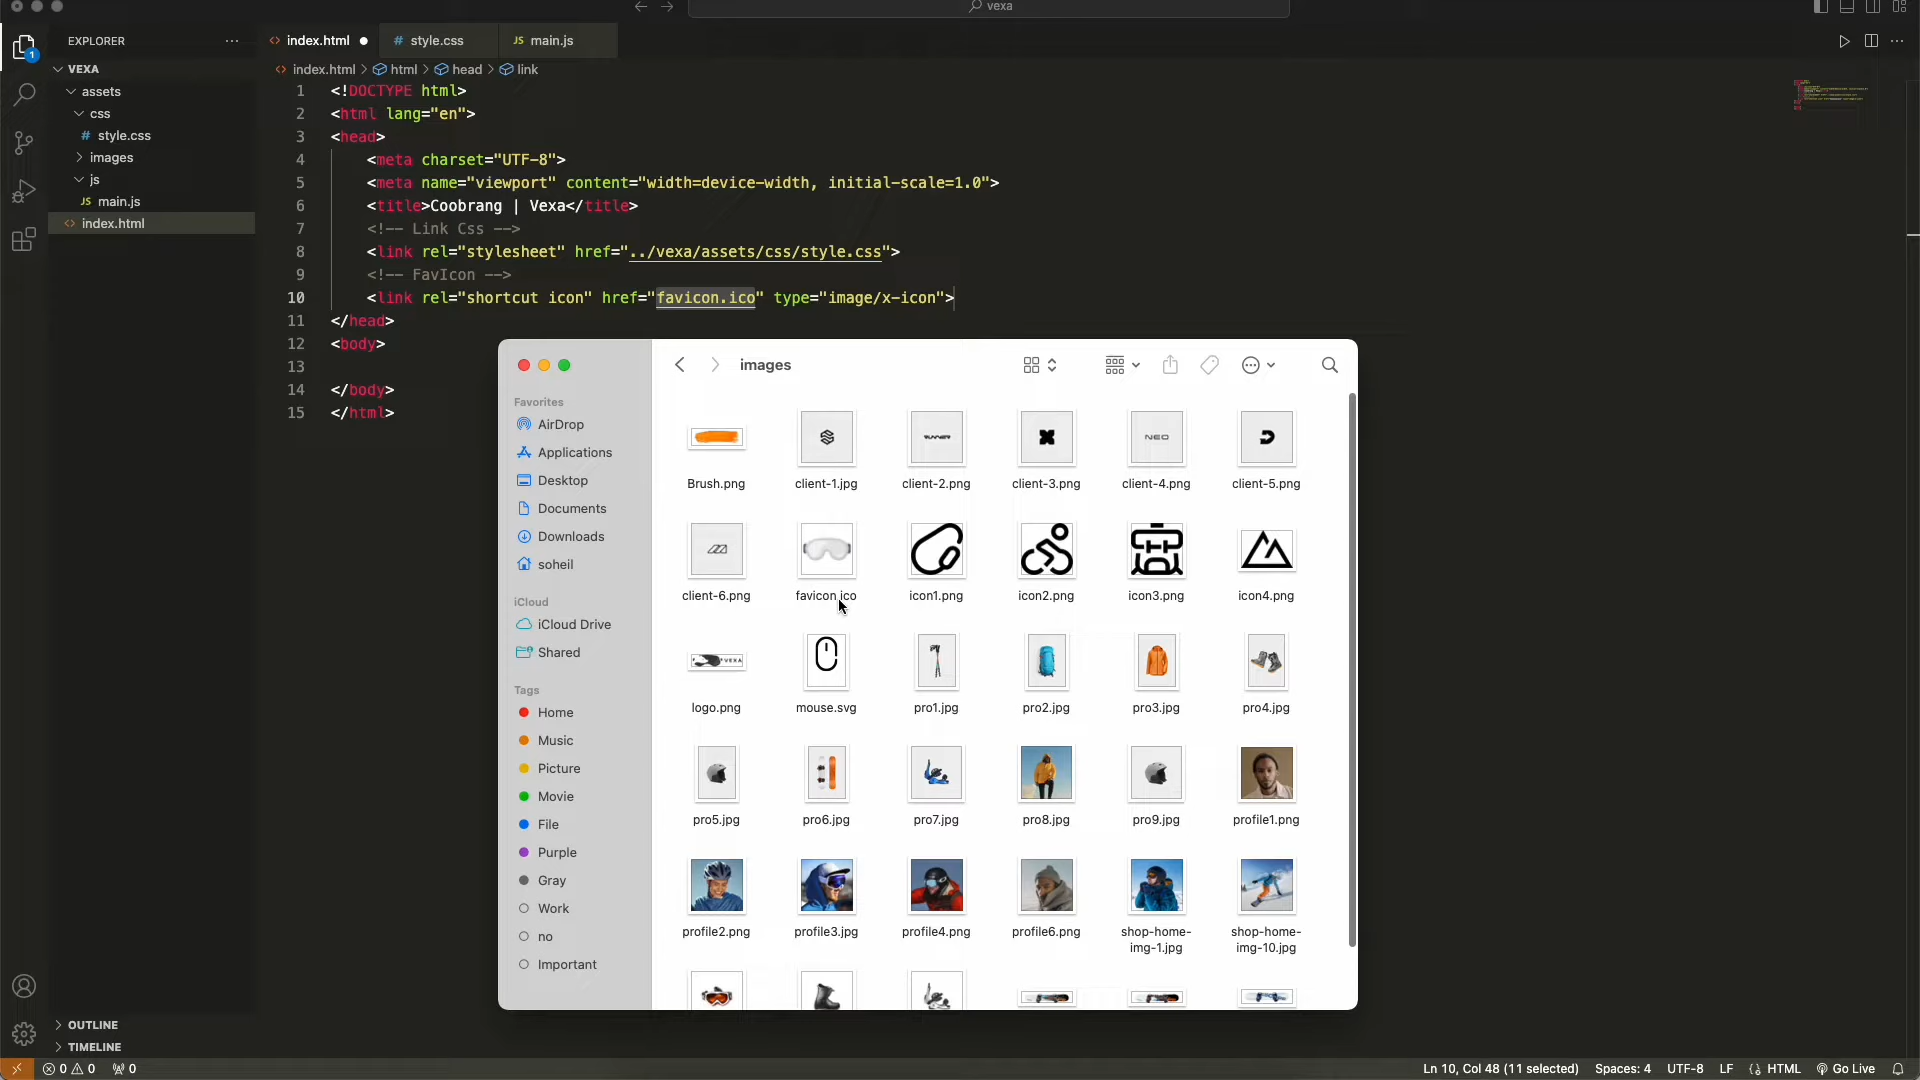 vexa
EXPLORER
index.html
style.css
JS main.js
1
VEXA
index.html > html > head > link
assets
css
# style.css
images
js
JS main.js
index.html
1 <!DOCTYPE html>
2 <html lang="en">
3 <head>
4 <meta charset="UTF-8">
5 <meta name="viewport" content="width=device-width, initial-scale=1.0">
6 <title>Coobrang | Vexa</title>
7 <!-- Link Css -->
8 <link rel="stylesheet" href="../vexa/assets/css/style.css">
9 <!-- FavIcon -->
10 <link rel="shortcut icon" href="favicon.ico" type="image/x-icon">
11 </head>
12 <body>
13
14 </body>
15 </html>
images
Favorites
AirDrop
Applications
Desktop
Documents
Downloads
soheil
iCloud
iCloud Drive
Shared
Tags
Home
Music
Picture
Movie
File
Purple
Gray
Work
no
Important
Brush.png
client-1.jpg
client-2.png
client-3.png
NEO
client-4.png
client-5.png
client-6.png
favicon.ico
icon1.png
icon2.png
icon3.png
icon4.png
VEXA
logo.png
mouse.svg
pro1.jpg
pro2.jpg
pro3.jpg
pro4.jpg
pro5.jpg
pro6.jpg
pro7.jpg
pro8.jpg
pro9.jpg
profile1.png
profile2.png
profile3.jpg
profile4.png
profile6.png
shop-home-
img-1.jpg
shop-home-
img-10.jpg
OUTLINE
TIMELINE
0 0 0
Ln 10, Col 48 (11 selected)
Spaces: 4
UTF-8
LF
HTML
Go Live